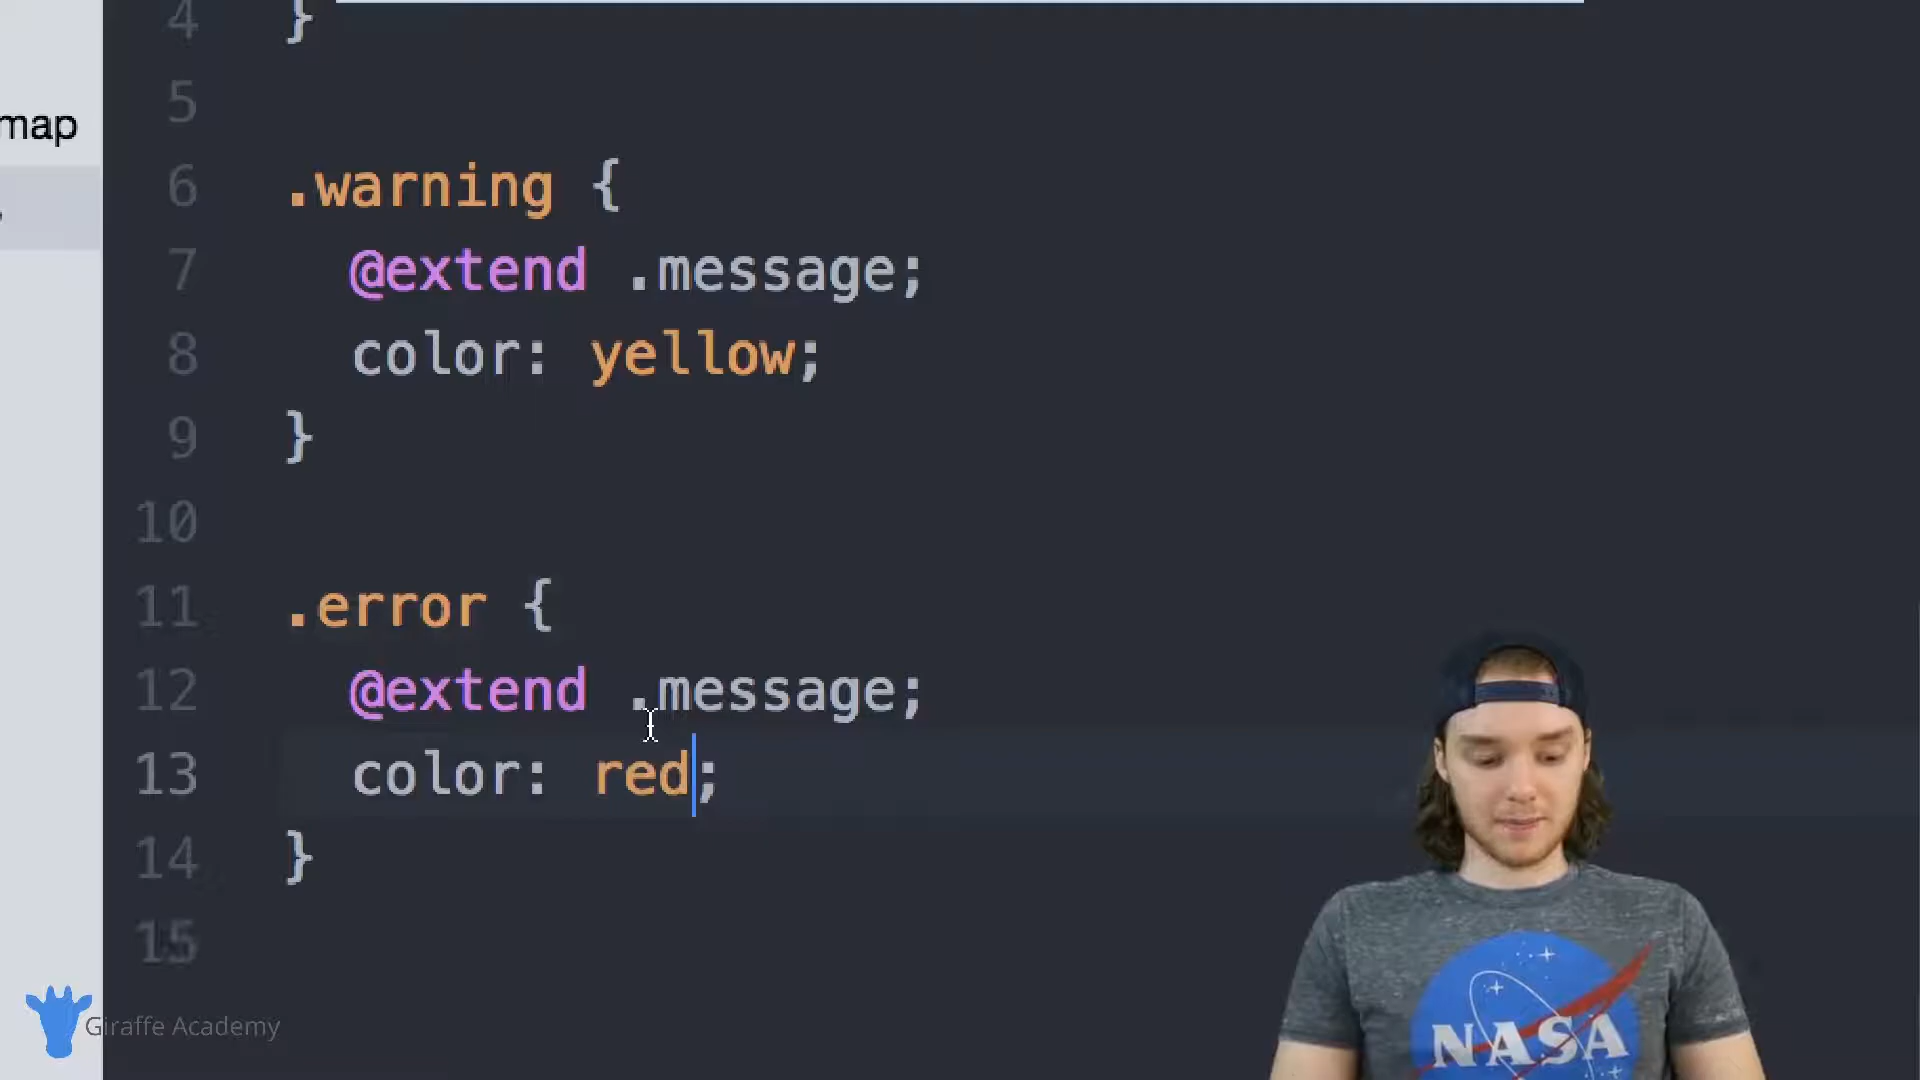 4 }
map
5
6 .warning {
7 @extend .message;
8 color: yellow;
9 }
10
11 .error {
12 @extend .message;
13 color: red;
14 }
15
Giraffe Academy
NASA